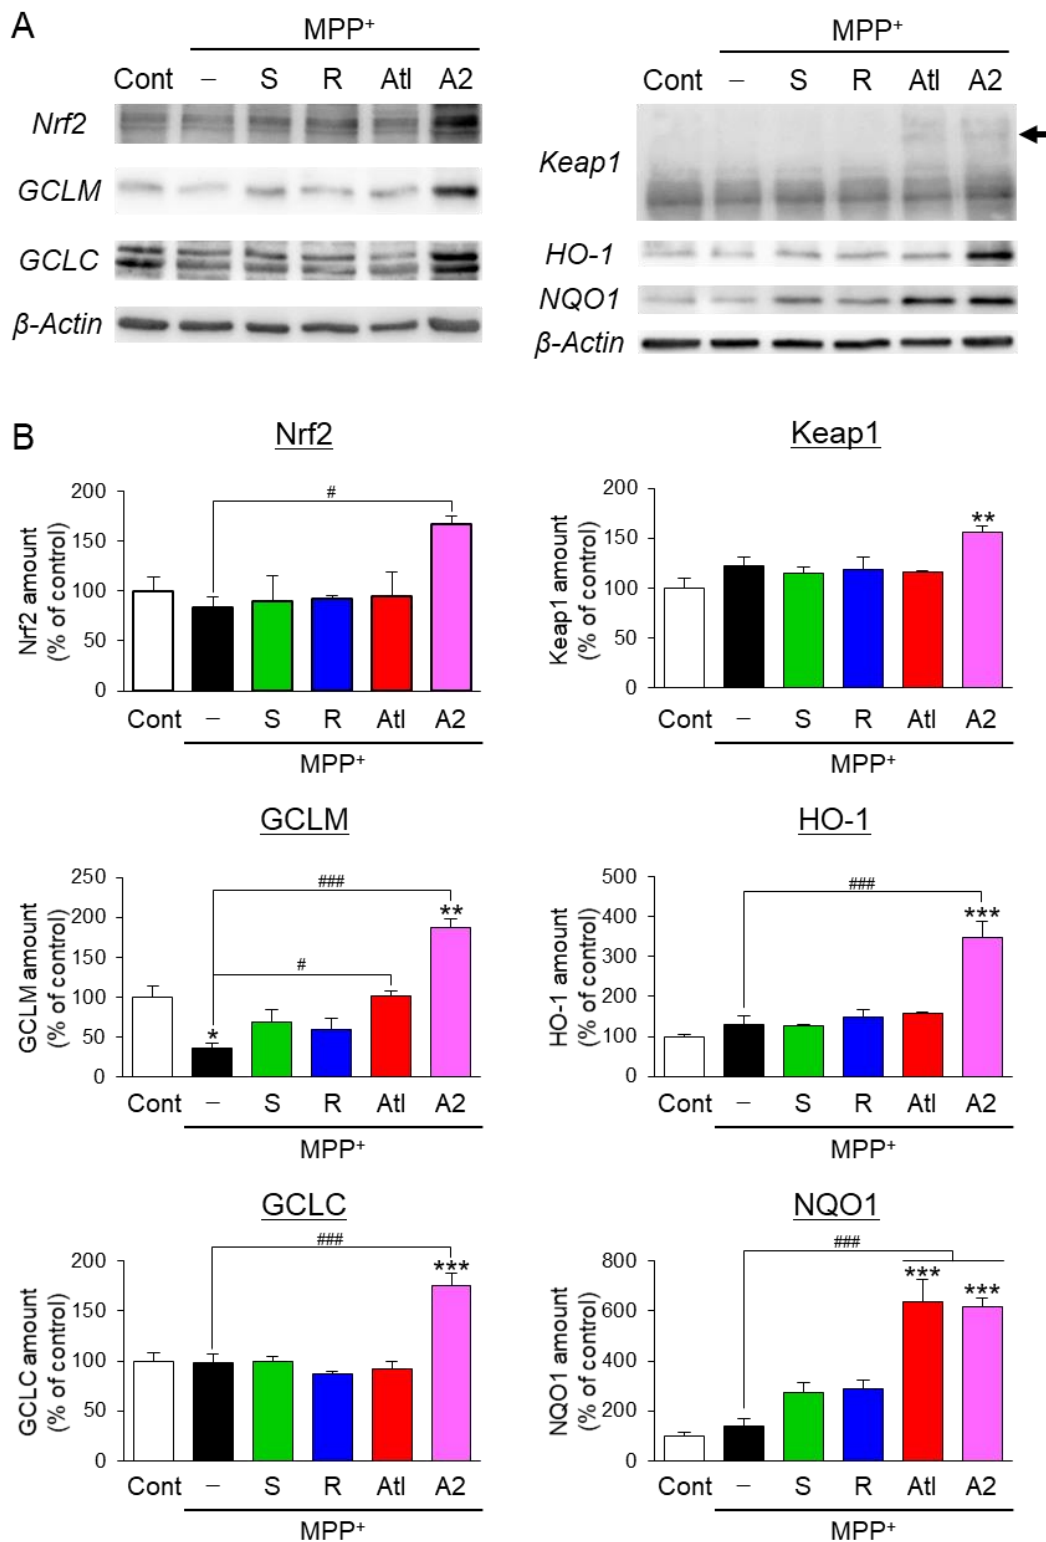 A
MPP+
Cont – S R Atl A2
Nrf2
GCLM
GCLC
β-Actin
MPP+
Cont – S R Atl A2
Keap1
HO-1
NQO1
β-Actin
B
Nrf2
Nrf2 amount
(% of control)
200
150
100
50
0
#
Cont – S R Atl A2
MPP+
Keap1
Keap1 amount
(% of control)
200
150
100
50
0
**
Cont – S R Atl A2
MPP+
GCLM
GCLM amount
(% of control)
250
200
150
100
50
0
###
**
#
*
Cont – S R Atl A2
MPP+
HO-1
HO-1 amount
(% of control)
500
400
300
200
100
0
###
***
Cont – S R Atl A2
MPP+
GCLC
GCLC amount
(% of control)
200
150
100
50
0
###
***
Cont – S R Atl A2
MPP+
NQO1
NQO1 amount
(% of control)
800
600
400
200
0
###
***
***
Cont – S R Atl A2
MPP+